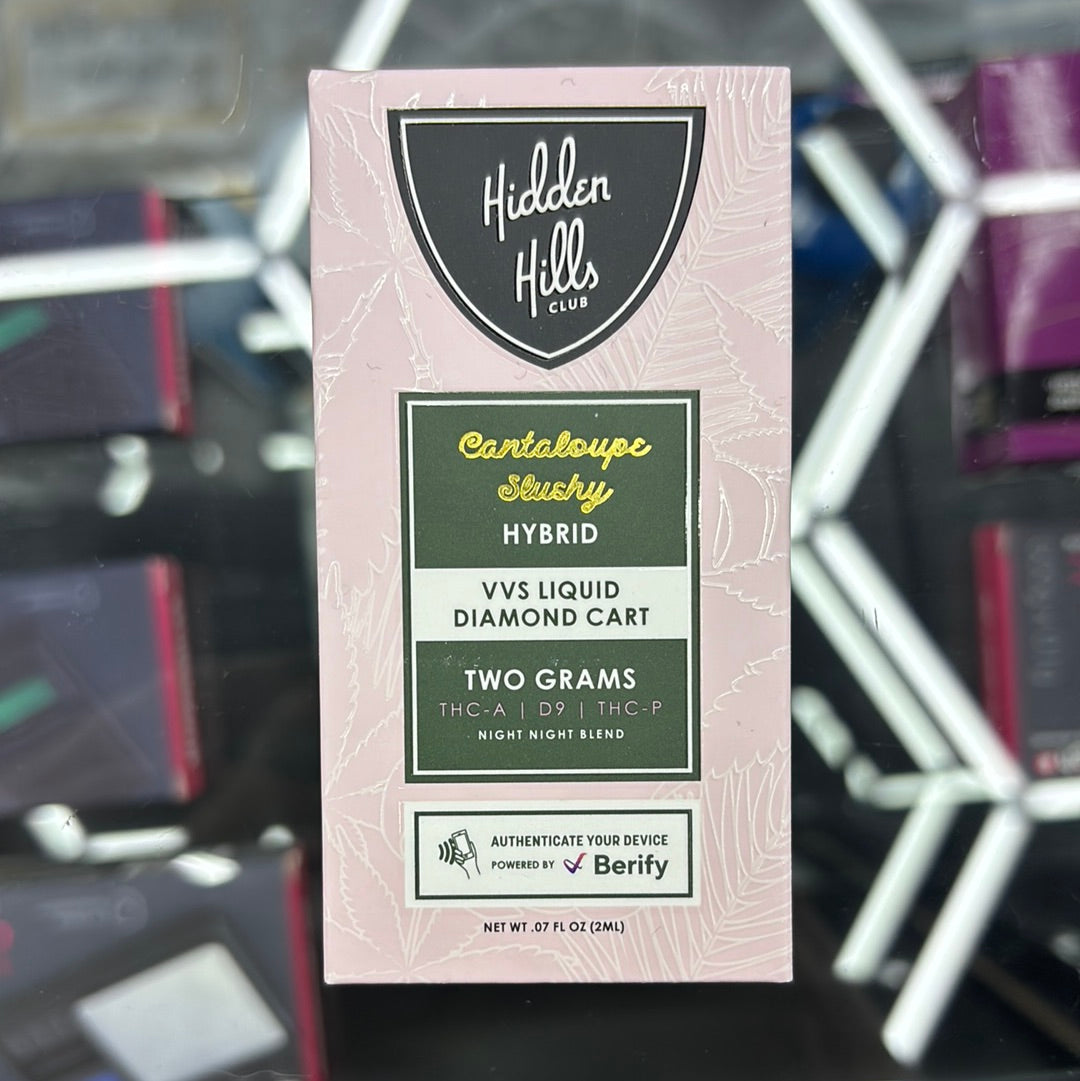 Hidden
Hills
CLUB
Cantaloupe
Slushy
HYBRID
VVS LIQUID
DIAMOND CART
TWO GRAMS
THC-A | D9 | THC-P
NIGHT NIGHT BLEND
AUTHENTICATE YOUR DEVICE
POWERED BY Berify
NET WT .07 FL OZ (2ML)